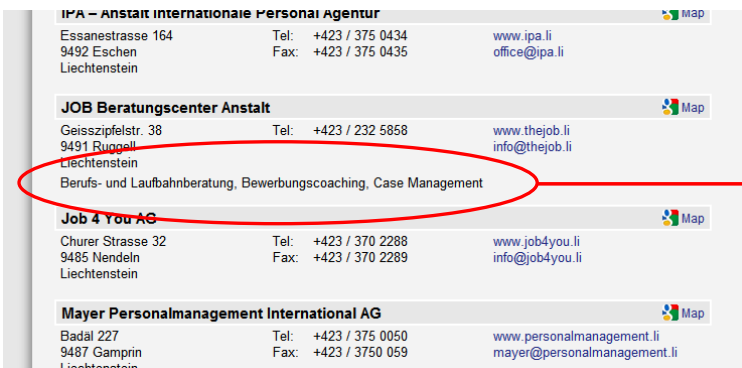 IPA – Anstalt Internationale Personal Agentur Map
Essanestrasse 164 Tel: +423 / 375 0434 www.ipa.li
9492 Eschen Fax: +423 / 375 0435 office@ipa.li
Liechtenstein
JOB Beratungscenter Anstalt Map
Geisszipfelstr. 38 Tel: +423 / 232 5858 www.thejob.li
9491 Ruggell info@thejob.li
Liechtenstein
Berufs- und Laufbahnberatung, Bewerbungscoaching, Case Management
Job 4 You AG Map
Churer Strasse 32 Tel: +423 / 370 2288 www.job4you.li
9485 Nendeln Fax: +423 / 370 2289 info@job4you.li
Liechtenstein
Mayer Personalmanagement International AG Map
Badäl 227 Tel: +423 / 375 0050 www.personalmanagement.li
9487 Gamprin Fax: +423 / 3750 059 mayer@personalmanagement.li
Liechtenstein